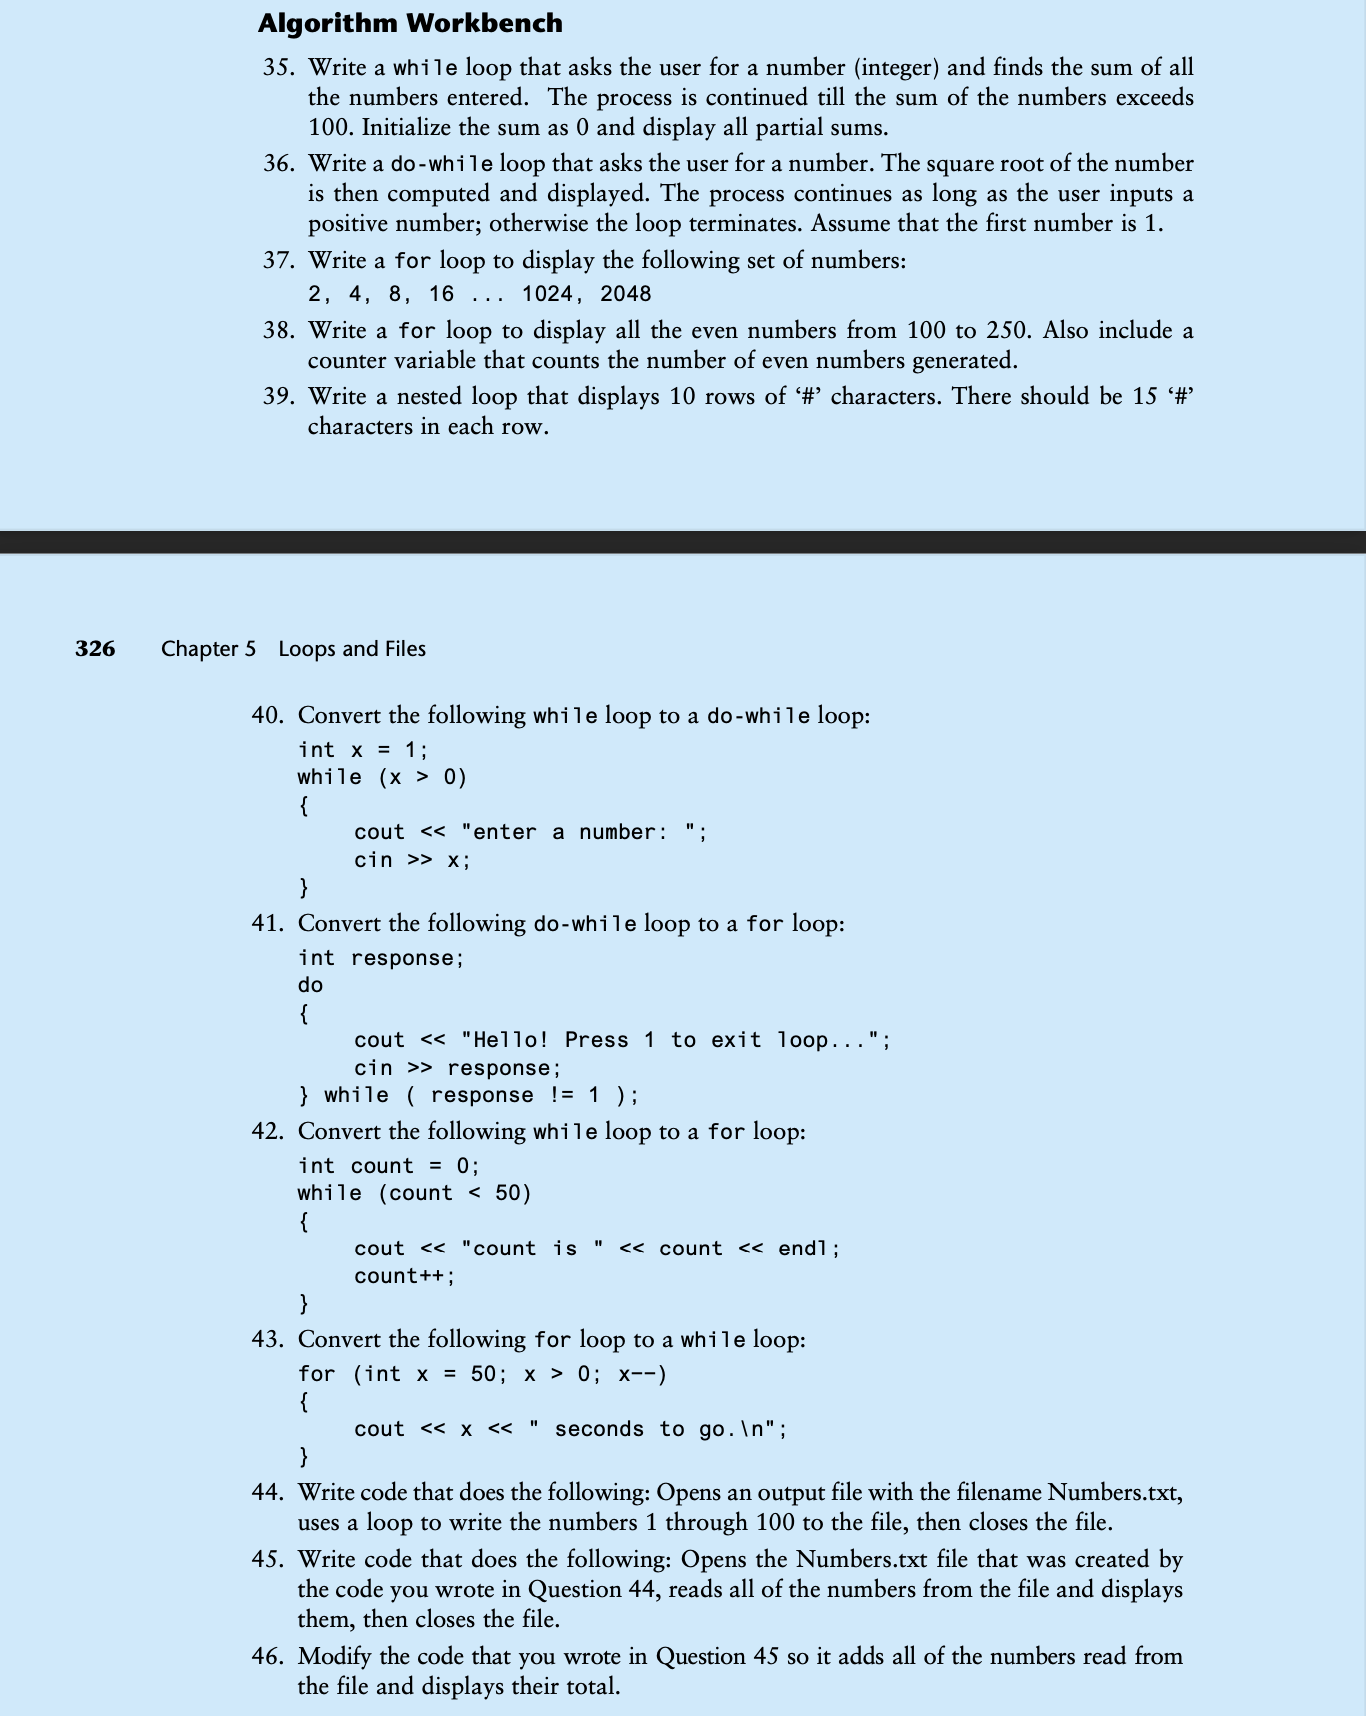 Algorithm Workbench
35. Write a while loop that asks the user for a number (integer) and finds the sum of all
the numbers entered. The process is continued till the sum of the numbers exceeds
100. Initialize the sum as 0 and display all partial sums.
36. Write a do-while loop that asks the user for a number. The square root of the number
is then computed and displayed. The process continues as long as the user inputs a
positive number; otherwise the loop terminates. Assume that the first number is 1.
37. Write a for loop to display the following set of numbers:
2, 4, 8, 16 ... 1024, 2048
38. Write a for loop to display all the even numbers from 100 to 250. Also include a
counter variable that counts the number of even numbers generated.
39. Write a nested loop that displays 10 rows of ‘#’ characters. There should be 15 ‘#’
characters in each row.
326 Chapter 5 Loops and Files
40. Convert the following while loop to a do-while loop:
int x = 1;
while (x > 0)
{
cout << "enter a number: ";
cin >> x;
}
41. Convert the following do-while loop to a for loop:
int response;
do
{
cout << "Hello! Press 1 to exit loop...";
cin >> response;
} while ( response != 1 );
42. Convert the following while loop to a for loop:
int count = 0;
while (count < 50)
{
cout << "count is " << count << endl;
count++;
}
43. Convert the following for loop to a while loop:
for (int x = 50; x > 0; x--)
{
cout << x << " seconds to go.\n";
}
44. Write code that does the following: Opens an output file with the filename Numbers.txt,
uses a loop to write the numbers 1 through 100 to the file, then closes the file.
45. Write code that does the following: Opens the Numbers.txt file that was created by
the code you wrote in Question 44, reads all of the numbers from the file and displays
them, then closes the file.
46. Modify the code that you wrote in Question 45 so it adds all of the numbers read from
the file and displays their total.